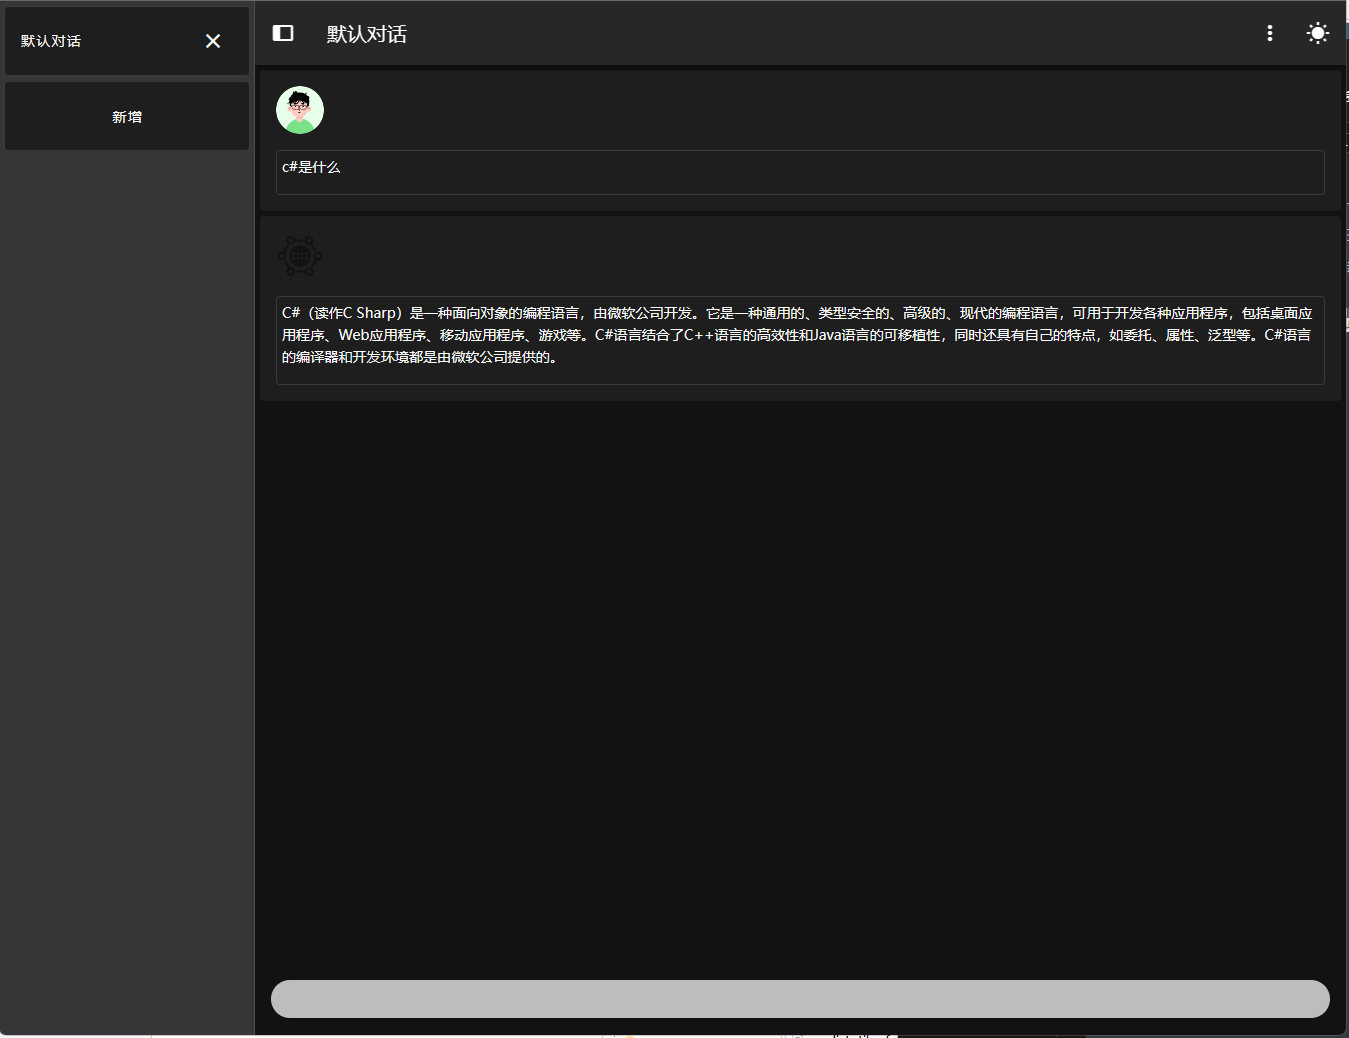 默认对话
新增
默认对话
c#是什么
C#（读作C Sharp）是一种面向对象的编程语言，由微软公司开发。它是一种通用的、类型安全的、高级的、现代的编程语言，可用于开发各种应用程序，包括桌面应
用程序、Web应用程序、移动应用程序、游戏等。C#语言结合了C++语言的高效性和Java语言的可移植性，同时还具有自己的特点，如委托、属性、泛型等。C#语言
的编译器和开发环境都是由微软公司提供的。